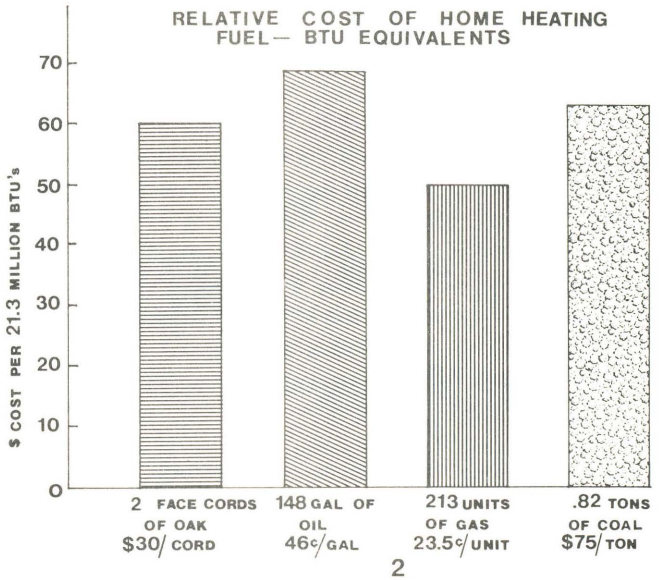 RELATIVE COST OF HOME HEATING
FUEL— BTU EQUIVALENTS
$ COST PER 21.3 MILLION BTU's
70
60
50
40
30
20
10
0
2 FACE CORDS
OF OAK
$30/CORD
148 GAL OF
OIL
46¢/GAL
213 UNITS
OF GAS
23.5¢/UNIT
.82 TONS
OF COAL
$75/TON
2